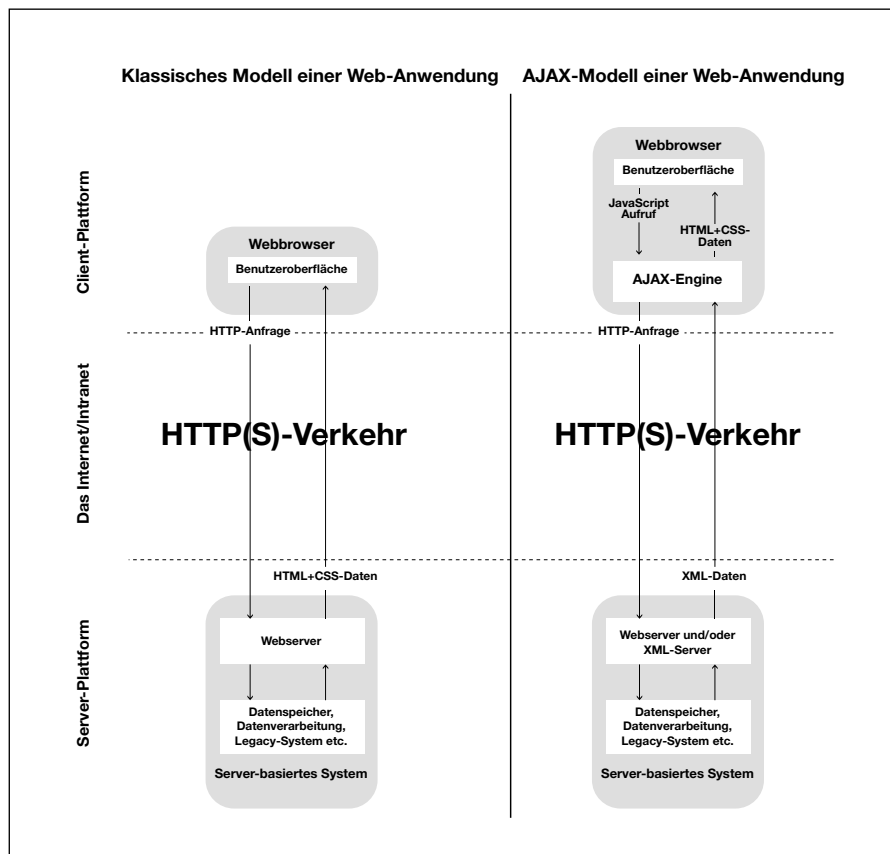 Klassisches Modell einer Web-Anwendung
Client-Plattform
Webbrowser
Benutzeroberfläche
HTTP-Anfrage
Das Internet/Intranet
HTTP(S)-Verkehr
HTML+CSS-Daten
Server-Plattform
Webserver
Datenspeicher,
Datenverarbeitung,
Legacy-System etc.
Server-basiertes System
AJAX-Modell einer Web-Anwendung
Webbrowser
Benutzeroberfläche
JavaScript
Aufruf
HTML+CSS-
Daten
AJAX-Engine
HTTP-Anfrage
HTTP(S)-Verkehr
XML-Daten
Webserver und/oder
XML-Server
Datenspeicher,
Datenverarbeitung,
Legacy-System etc.
Server-basiertes System